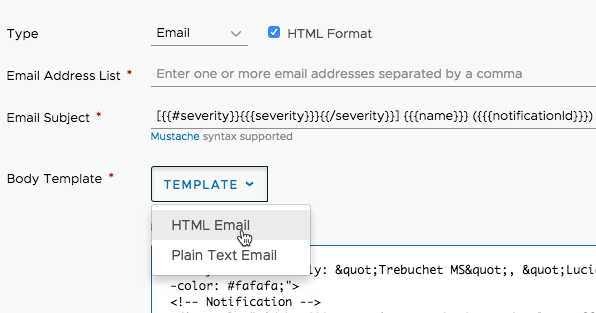 Type Email HTML Format
Email Address List * Enter one or more email addresses separated by a comma
Email Subject * [{{#severity}}{{{severity}}}{{/severity}}] {{{name}}} ({{{notificationId}}})
Mustache syntax supported
Body Template * TEMPLATE
HTML Email
Plain Text Email
ly: &quot;Trebuchet MS&quot;, &quot;Luci
-color: #fafafa;">
<!-- Notification -->